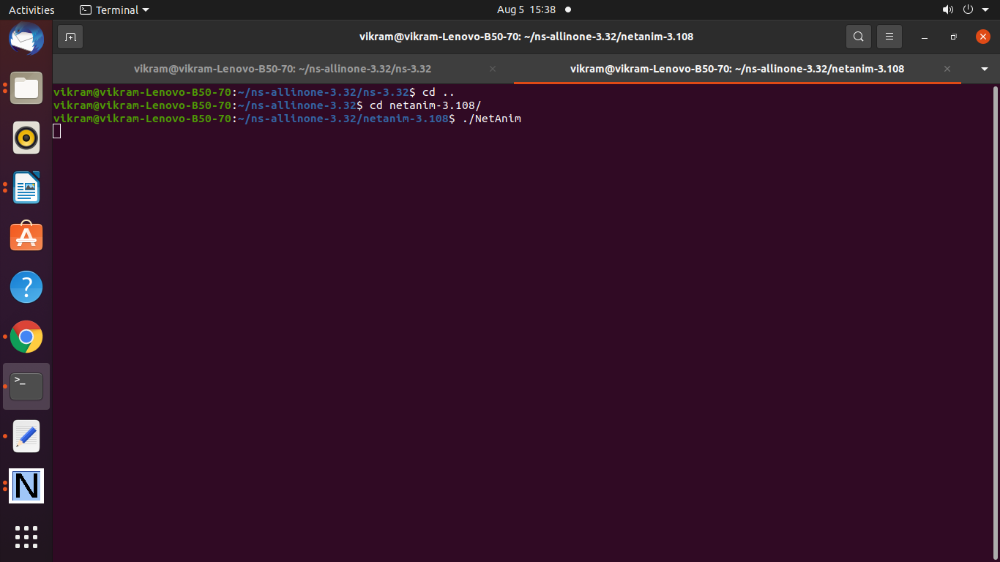 Activities
Terminal
Aug 5 15:38
vikram@vikram-Lenovo-B50-70: ~/ns-allinone-3.32/netanim-3.108
vikram@vikram-Lenovo-B50-70: ~/ns-allinone-3.32/ns-3.32
vikram@vikram-Lenovo-B50-70: ~/ns-allinone-3.32/netanim-3.108
vikram@vikram-Lenovo-B50-70:~/ns-allinone-3.32/ns-3.32$ cd ..
vikram@vikram-Lenovo-B50-70:~/ns-allinone-3.32$ cd netanim-3.108/
vikram@vikram-Lenovo-B50-70:~/ns-allinone-3.32/netanim-3.108$ ./NetAnim
?
>_
N